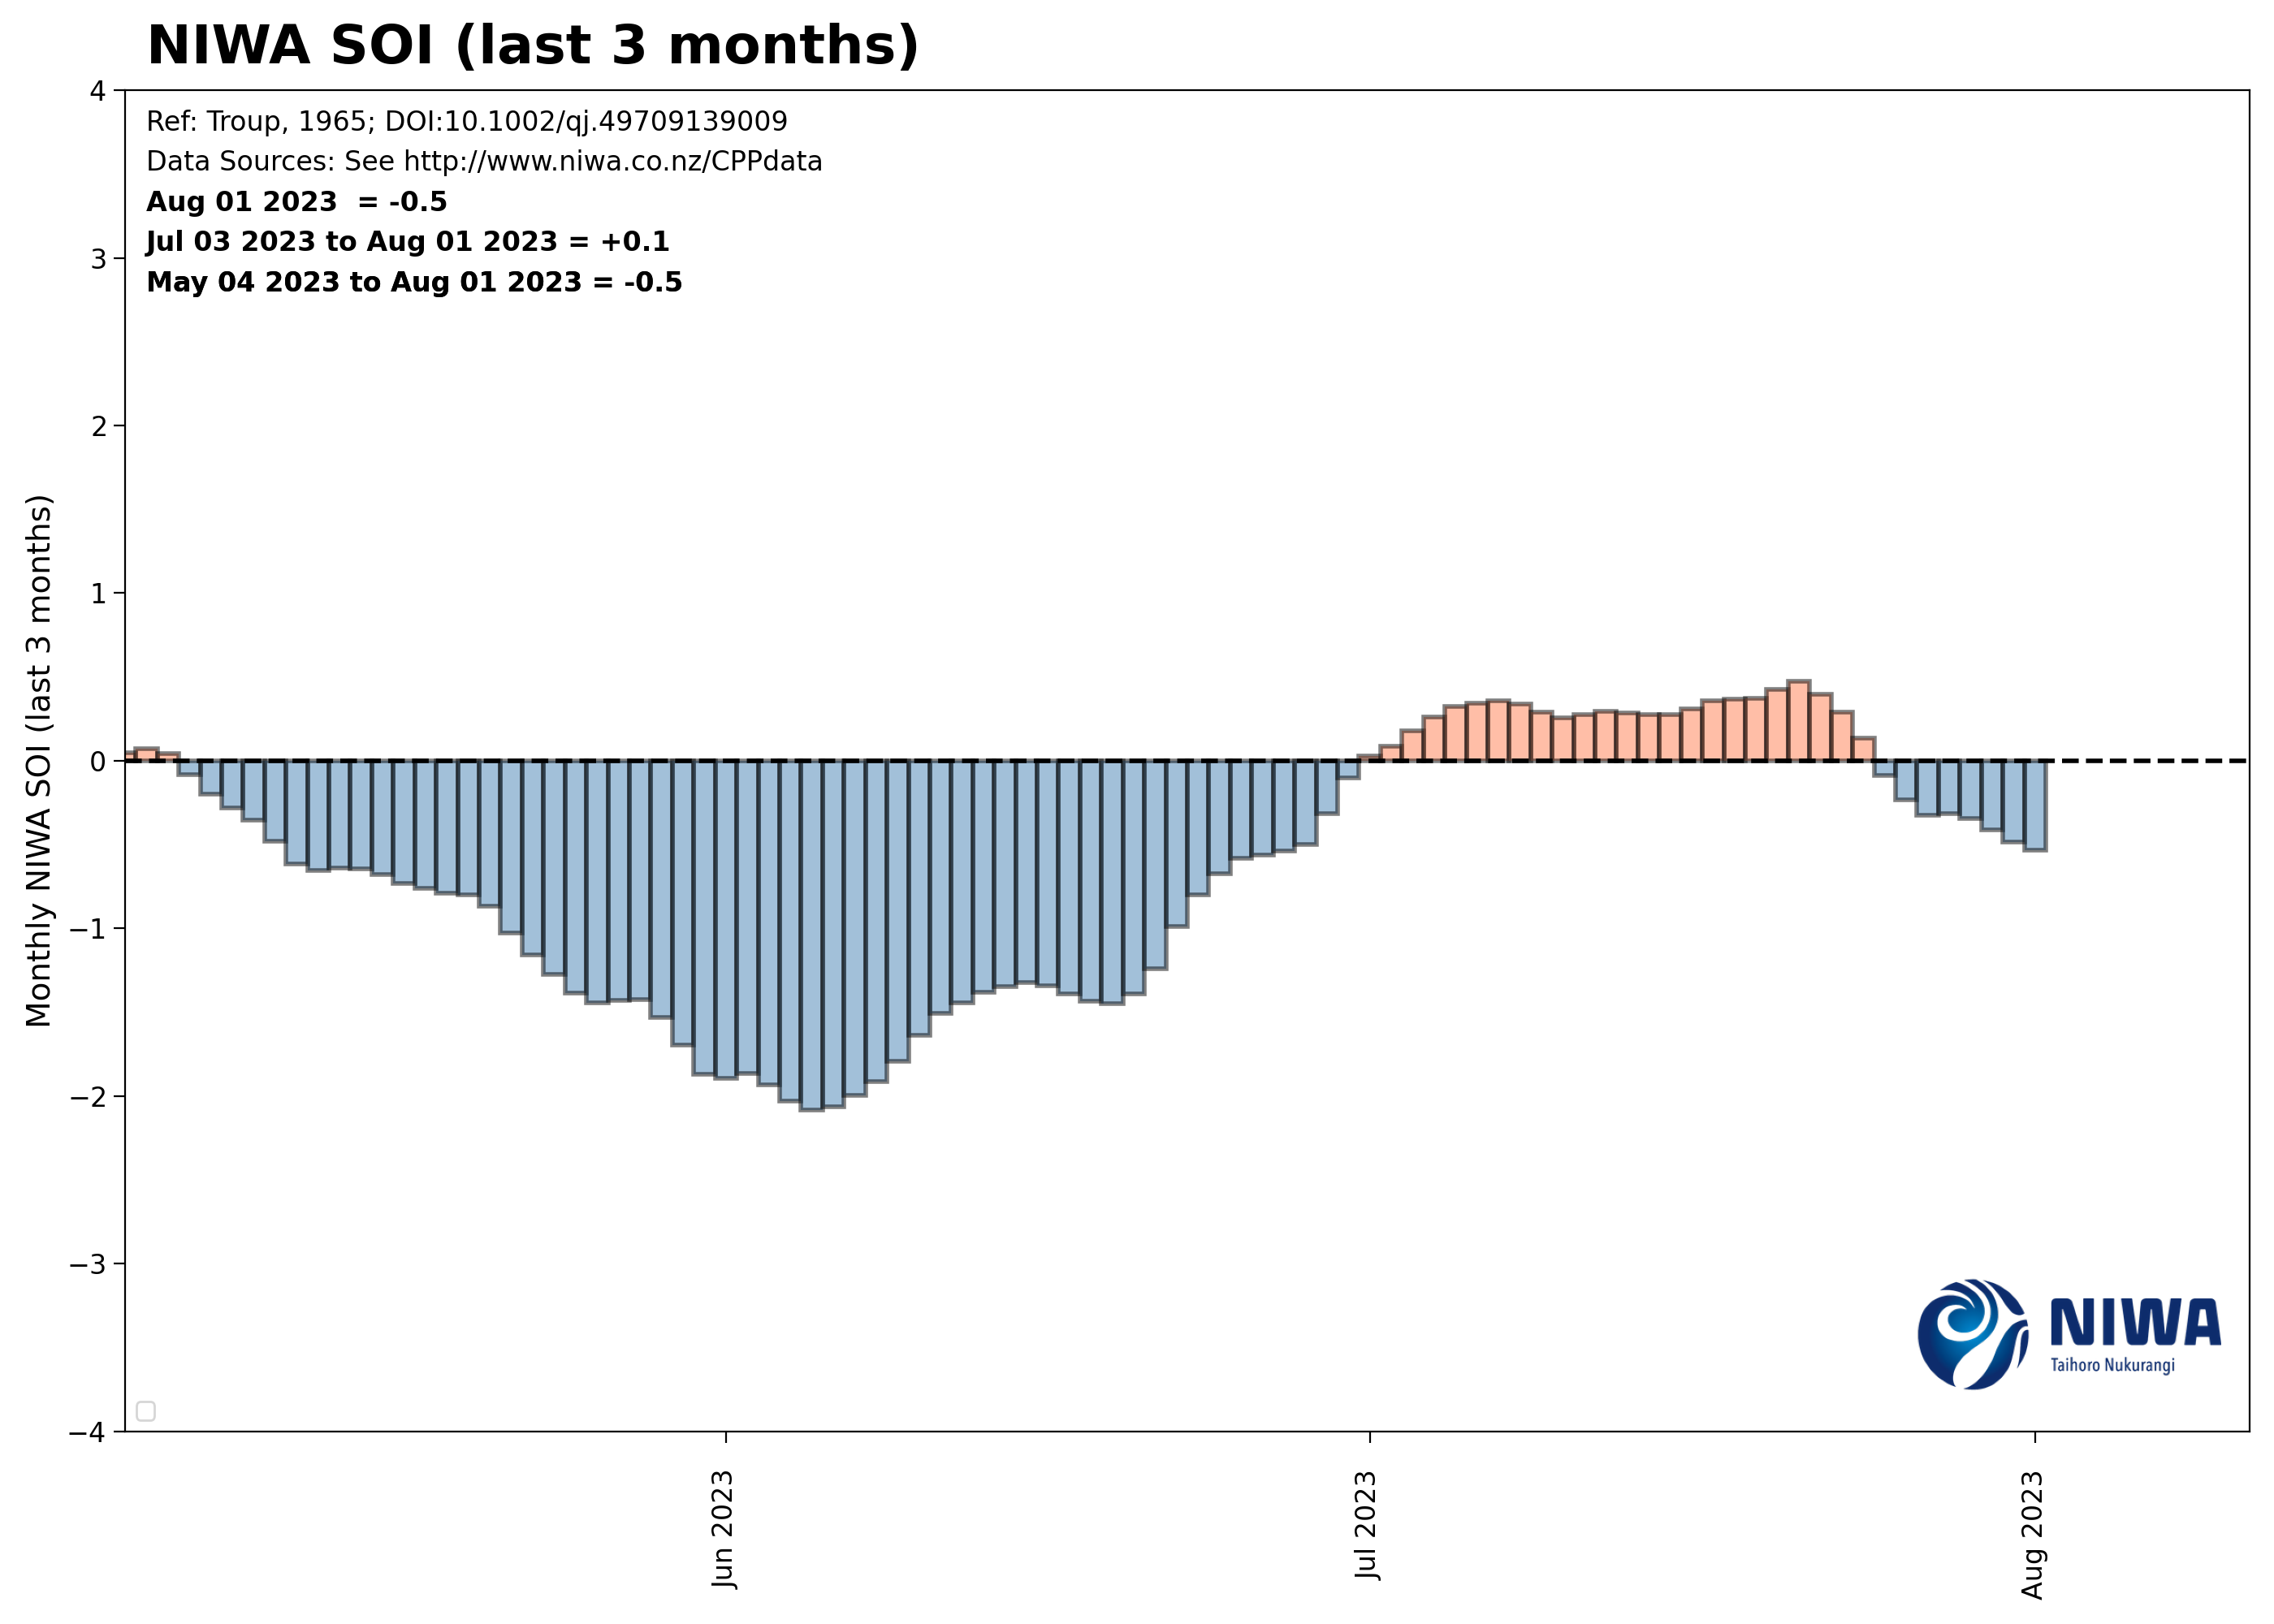 NIWA SOI (last 3 months)
Ref: Troup, 1965; DOI:10.1002/qj.49709139009
Data Sources: See http://www.niwa.co.nz/CPPdata
Aug 01 2023  = -0.5
Jul 03 2023 to Aug 01 2023 = +0.1
May 04 2023 to Aug 01 2023 = -0.5
Monthly NIWA SOI (last 3 months)
4
3
2
1
0
−1
−2
−3
−4
Jun 2023
Jul 2023
Aug 2023
NIWA
Taihoro Nukurangi